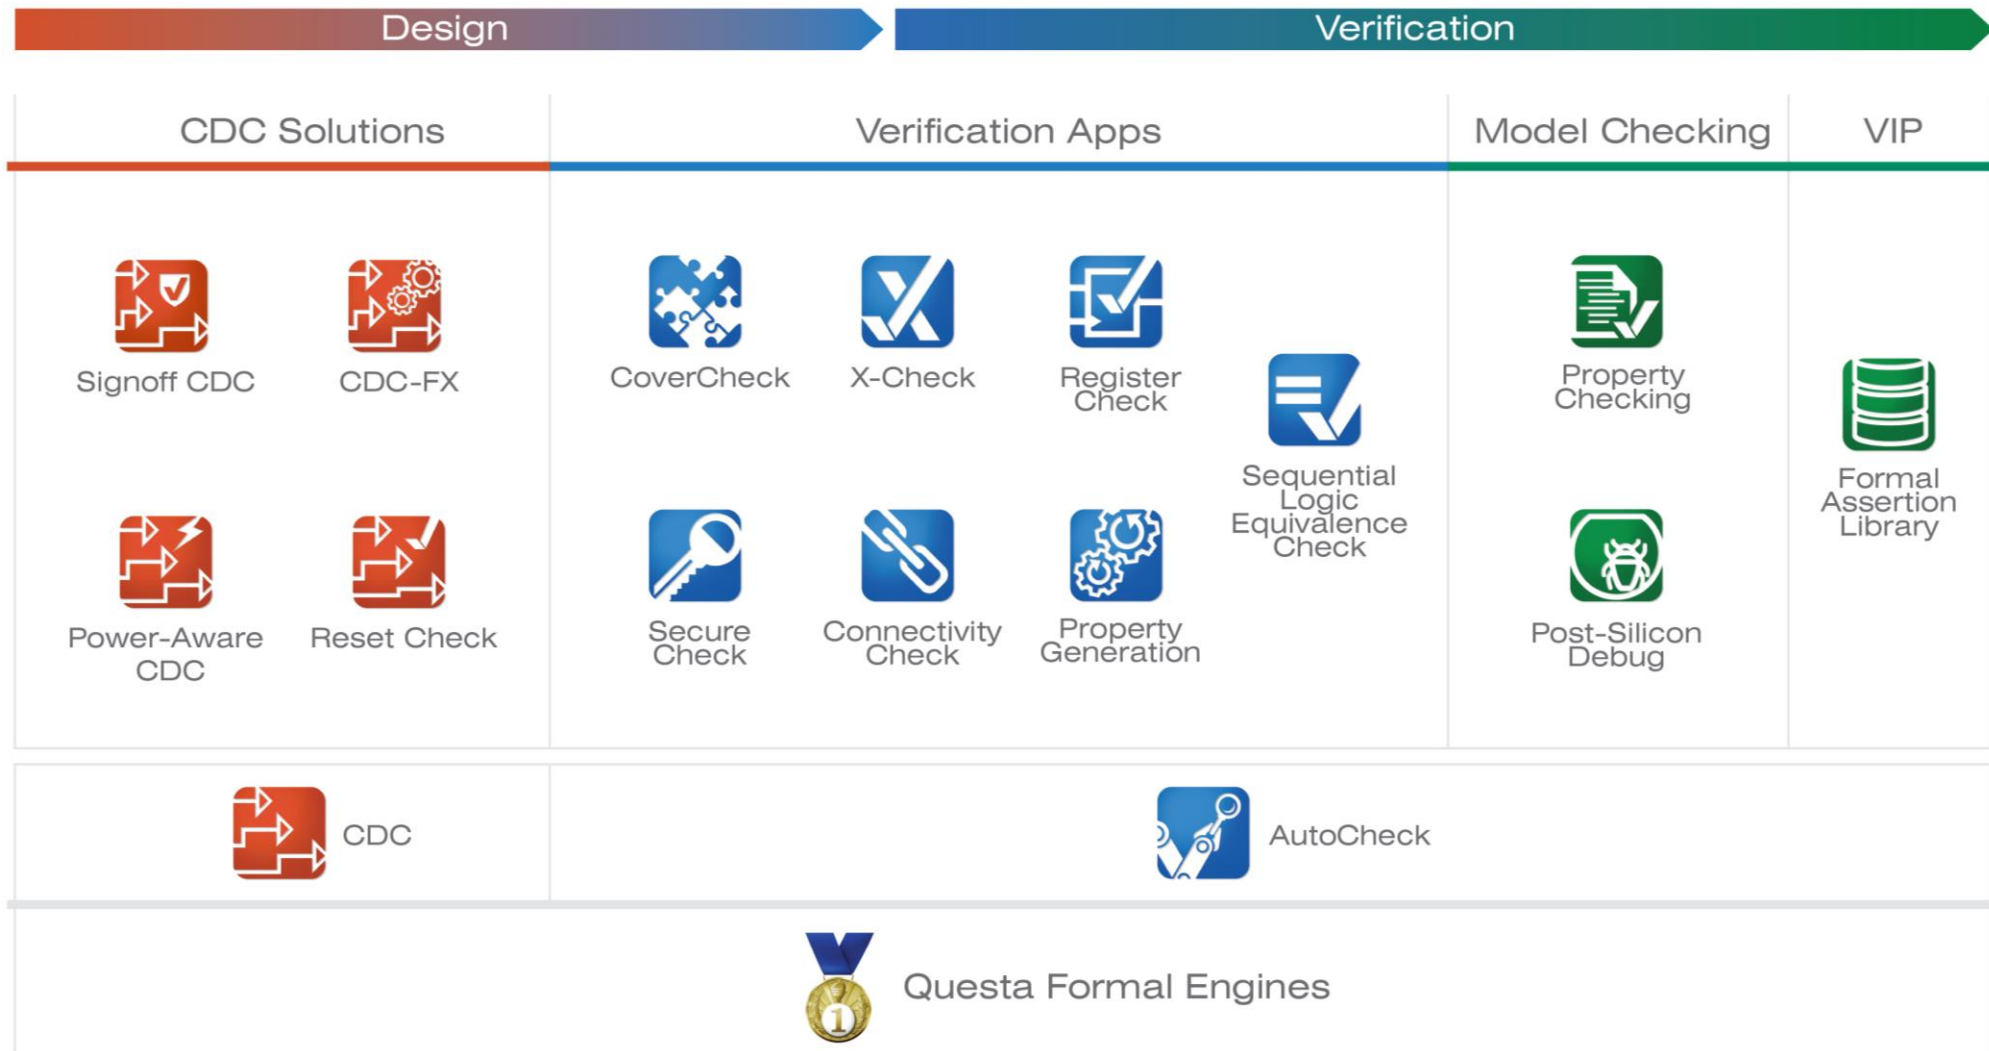 Design
Verification
CDC Solutions
Verification Apps
Model Checking
VIP
Signoff CDC
CDC-FX
Power-Aware
CDC
Reset Check
CoverCheck
X-Check
Register
Check
Secure
Check
Connectivity
Check
Property
Generation
Sequential
Logic
Equivalence
Check
Property
Checking
Post-Silicon
Debug
Formal
Assertion
Library
CDC
AutoCheck
1
Questa Formal Engines